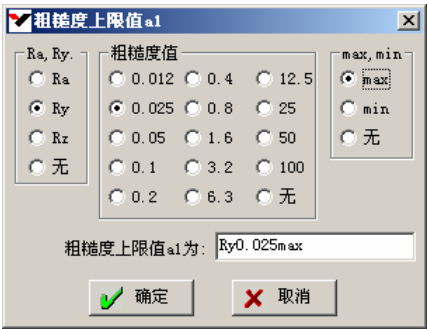 粗糙度上限值a1
Ra, Ry. 粗糙度值 max, min
Ra 0.012 0.4 12.5 max
Ry 0.025 0.8 25 min
Rz 0.05 1.6 50 无
无 0.1 3.2 100
0.2 6.3 无
粗糙度上限值a1为: Ry0.025max
确定 取消